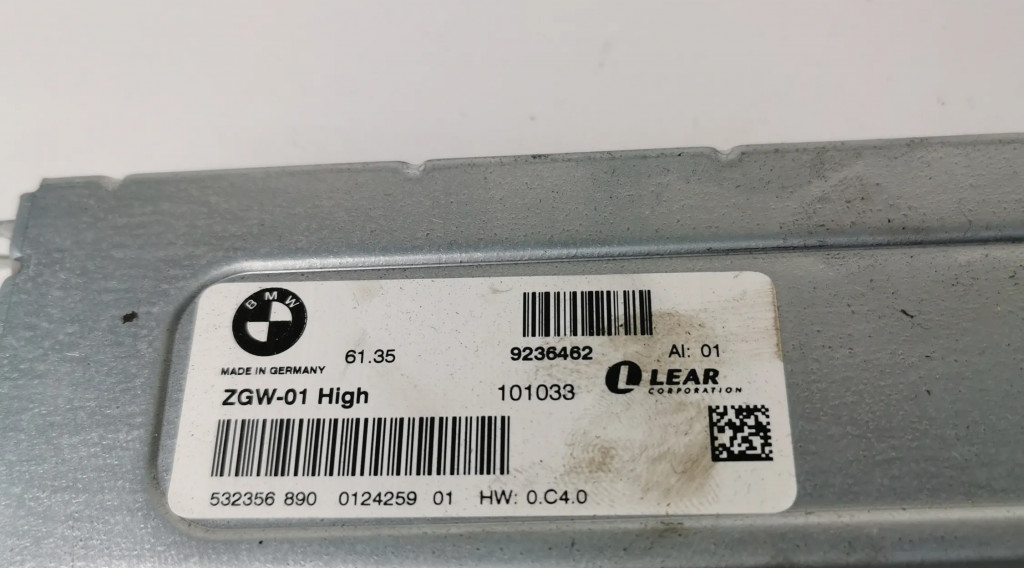 BMW
MADE IN GERMANY
61.35
9236462
AI: 01
ZGW-01 High
101033
LEAR
CORPORATION
532356 890 0124259 01 HW: 0.C4.0